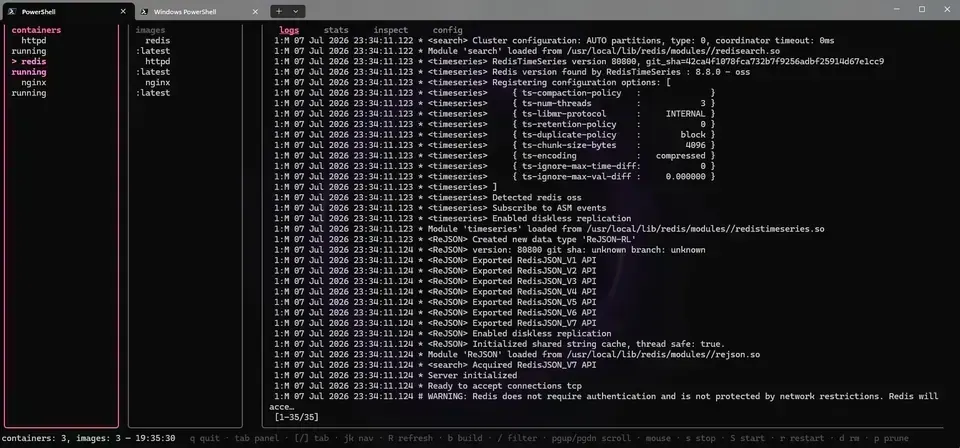 PowerShell
Windows PowerShell
containers
httpd
running
> redis
running
nginx
running
images
redis
:latest
httpd
:latest
nginx
:latest
logs stats inspect config
1:M 07 Jul 2026 23:34:11.122 * <search> Cluster configuration: AUTO partitions, type: 0, coordinator timeout: 0ms
1:M 07 Jul 2026 23:34:11.122 * Module 'search' loaded from /usr/local/lib/redis/modules//redisearch.so
1:M 07 Jul 2026 23:34:11.123 * <timeseries> RedisTimeSeries version 80800, git_sha=42ca4f1078fca732b7f9256adbf25914d67e1cc9
1:M 07 Jul 2026 23:34:11.123 * <timeseries> Redis version found by RedisTimeSeries : 8.8.0 - oss
1:M 07 Jul 2026 23:34:11.123 * <timeseries> Registering configuration options: [
1:M 07 Jul 2026 23:34:11.123 * <timeseries> { ts-compaction-policy : }
1:M 07 Jul 2026 23:34:11.123 * <timeseries> { ts-num-threads : 3 }
1:M 07 Jul 2026 23:34:11.123 * <timeseries> { ts-libmr-protocol : INTERNAL }
1:M 07 Jul 2026 23:34:11.123 * <timeseries> { ts-retention-policy : 0 }
1:M 07 Jul 2026 23:34:11.123 * <timeseries> { ts-duplicate-policy : block }
1:M 07 Jul 2026 23:34:11.123 * <timeseries> { ts-chunk-size-bytes : 4096 }
1:M 07 Jul 2026 23:34:11.123 * <timeseries> { ts-encoding : compressed }
1:M 07 Jul 2026 23:34:11.123 * <timeseries> { ts-ignore-max-time-diff: 0 }
1:M 07 Jul 2026 23:34:11.123 * <timeseries> { ts-ignore-max-val-diff : 0.000000 }
1:M 07 Jul 2026 23:34:11.123 * <timeseries> ]
1:M 07 Jul 2026 23:34:11.123 * <timeseries> Detected redis oss
1:M 07 Jul 2026 23:34:11.123 * <timeseries> Subscribe to ASM events
1:M 07 Jul 2026 23:34:11.123 * <timeseries> Enabled diskless replication
1:M 07 Jul 2026 23:34:11.123 * Module 'timeseries' loaded from /usr/local/lib/redis/modules//redistimeseries.so
1:M 07 Jul 2026 23:34:11.123 * <ReJSON> Created new data type 'ReJSON-RL'
1:M 07 Jul 2026 23:34:11.124 * <ReJSON> version: 80800 git sha: unknown branch: unknown
1:M 07 Jul 2026 23:34:11.124 * <ReJSON> Exported RedisJSON_V1 API
1:M 07 Jul 2026 23:34:11.124 * <ReJSON> Exported RedisJSON_V2 API
1:M 07 Jul 2026 23:34:11.124 * <ReJSON> Exported RedisJSON_V3 API
1:M 07 Jul 2026 23:34:11.124 * <ReJSON> Exported RedisJSON_V4 API
1:M 07 Jul 2026 23:34:11.124 * <ReJSON> Exported RedisJSON_V5 API
1:M 07 Jul 2026 23:34:11.124 * <ReJSON> Exported RedisJSON_V6 API
1:M 07 Jul 2026 23:34:11.124 * <ReJSON> Exported RedisJSON_V7 API
1:M 07 Jul 2026 23:34:11.124 * <ReJSON> Enabled diskless replication
1:M 07 Jul 2026 23:34:11.124 * <ReJSON> Initialized shared string cache, thread safe: true.
1:M 07 Jul 2026 23:34:11.124 * Module 'ReJSON' loaded from /usr/local/lib/redis/modules//rejson.so
1:M 07 Jul 2026 23:34:11.124 * <search> Acquired RedisJSON_V7 API
1:M 07 Jul 2026 23:34:11.124 * Server initialized
1:M 07 Jul 2026 23:34:11.124 * Ready to accept connections tcp
1:M 07 Jul 2026 23:34:11.124 # WARNING: Redis does not require authentication and is not protected by network restrictions. Redis will
acce…
[1-35/35]
containers: 3, images: 3 — 19:35:30 q quit · tab panel · [/] tab · jk nav · R refresh · b build · / filter · pgup/pgdn scroll · mouse · s stop · S start · r restart · d rm · p prune